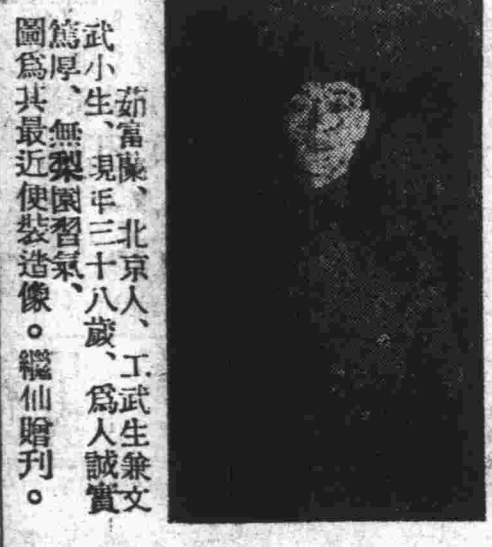 茹富蘭、北京人、工武生兼文
武小生、現年三十八歲、爲人誠實
篤厚、無梨園習氣、
圖爲其最近便裝造像。繼仙贈刊。